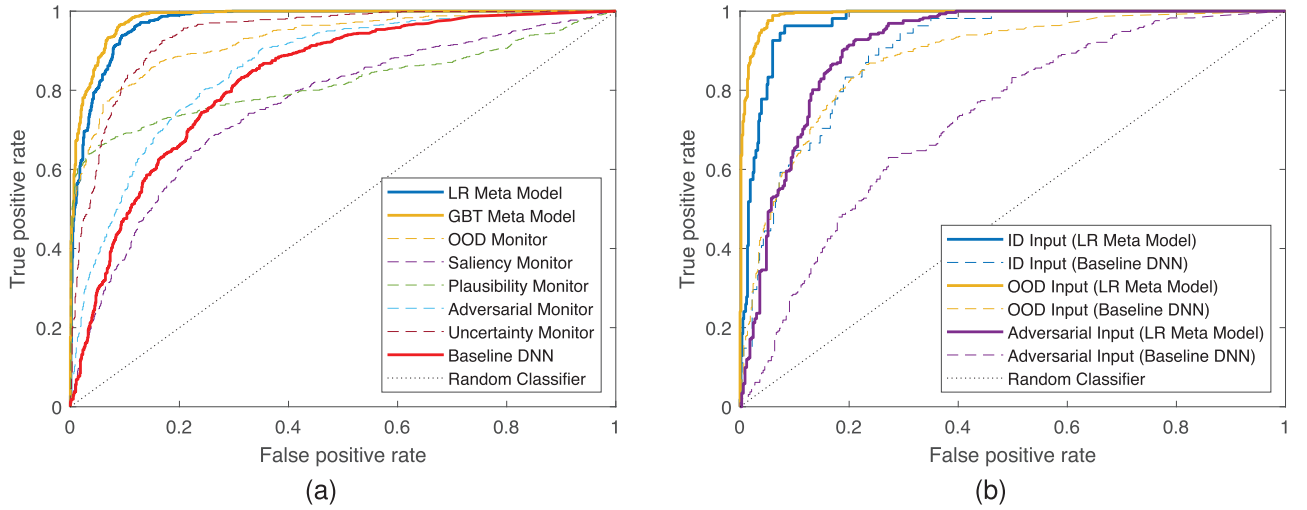 1
0.8
0.6
0.4
0.2
0
True positive rate
LR Meta Model
GBT Meta Model
OOD Monitor
Saliency Monitor
Plausibility Monitor
Adversarial Monitor
Uncertainty Monitor
Baseline DNN
Random Classifier
0 0.2 0.4 0.6 0.8 1
False positive rate
(a)
1
0.8
0.6
0.4
0.2
0
True positive rate
ID Input (LR Meta Model)
ID Input (Baseline DNN)
OOD Input (LR Meta Model)
OOD Input (Baseline DNN)
Adversarial Input (LR Meta Model)
Adversarial Input (Baseline DNN)
Random Classifier
0 0.2 0.4 0.6 0.8 1
False positive rate
(b)